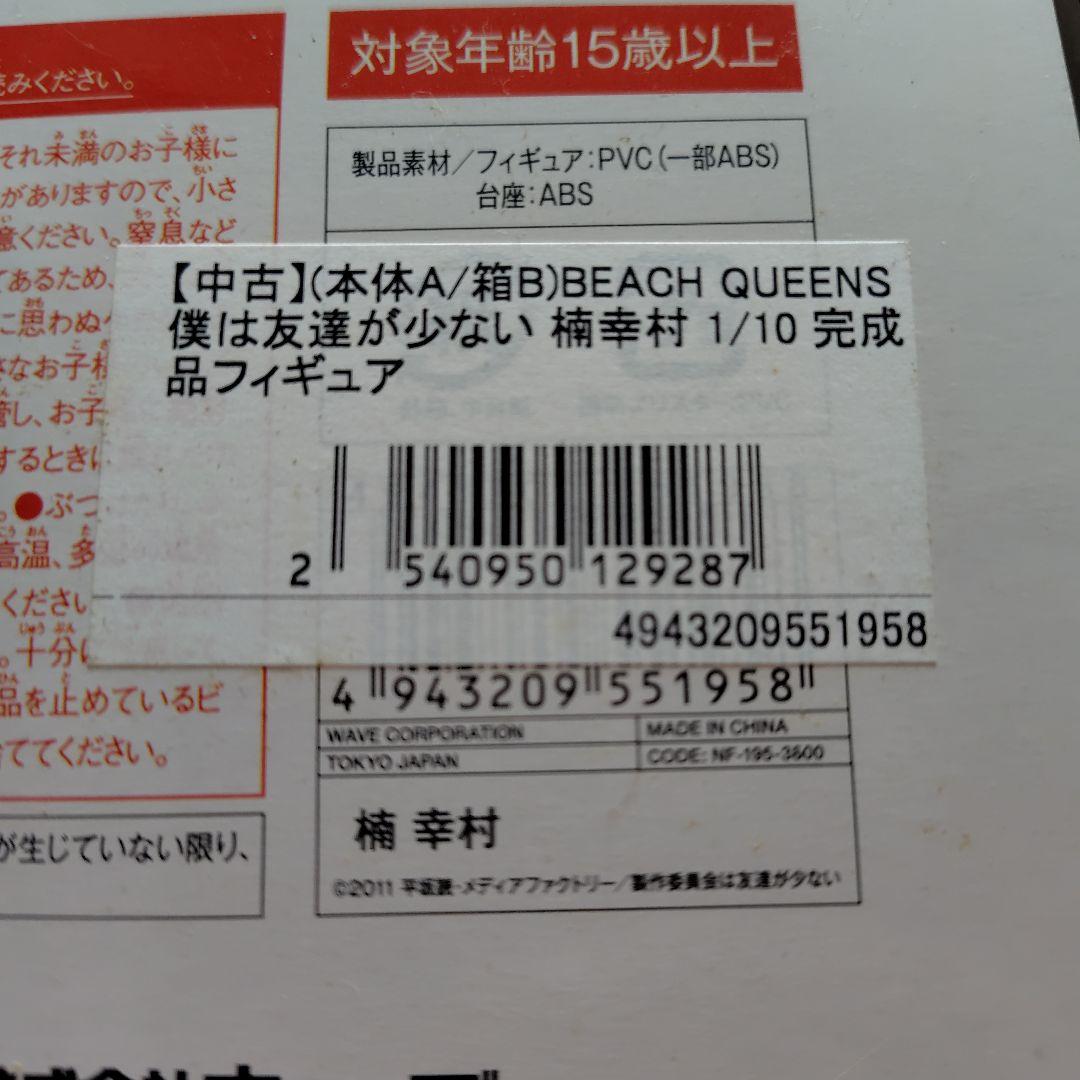 読みください。
それ未満のお子様に
がありますので、小さ
意ください。窒息など
てあるため、
に思わぬ
さなお子様
管し、お子
するときに
。●ぶつ
高温、多
ください
。十分に
品を止めているビ
捨ててください。
が生じていない限り、
対象年齢15歳以上
製品素材/フィギュア:PVC(一部ABS)
台座:ABS
【中古】(本体A/箱B)BEACH QUEENS
僕は友達が少ない 楠幸村 1/10 完成
品フィギュア
2 540950 129287
4943209551958
4 943209 551958
WAVE CORPORATION
MADE IN CHINA
TOKYO JAPAN
CODE: NF-195-3800
楠 幸村
©2011 平坂読・メディアファクトリー/製作委員会は友達が少ない